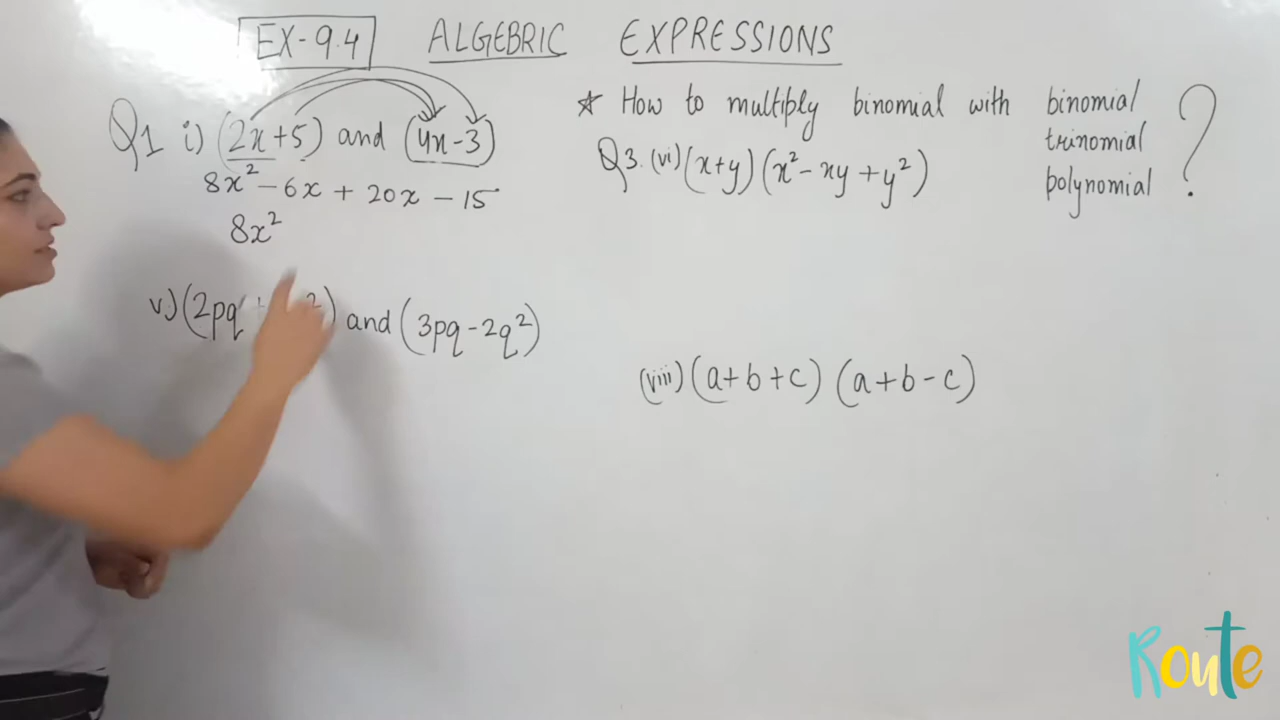 EX-9.4 ALGEBRIC EXPRESSIONS
Q1 i) (2x+5) and (4x-3)
8x² - 6x + 20x - 15
8x²
v) (2pq + ²) and (3pq-2q²)
☆ How to multiply binomial with binomial
trinomial
polynomial ?
Q3. (vi) (x+y) (x²-xy+y²)
(viii) (a+b+c) (a+b-c)
Route